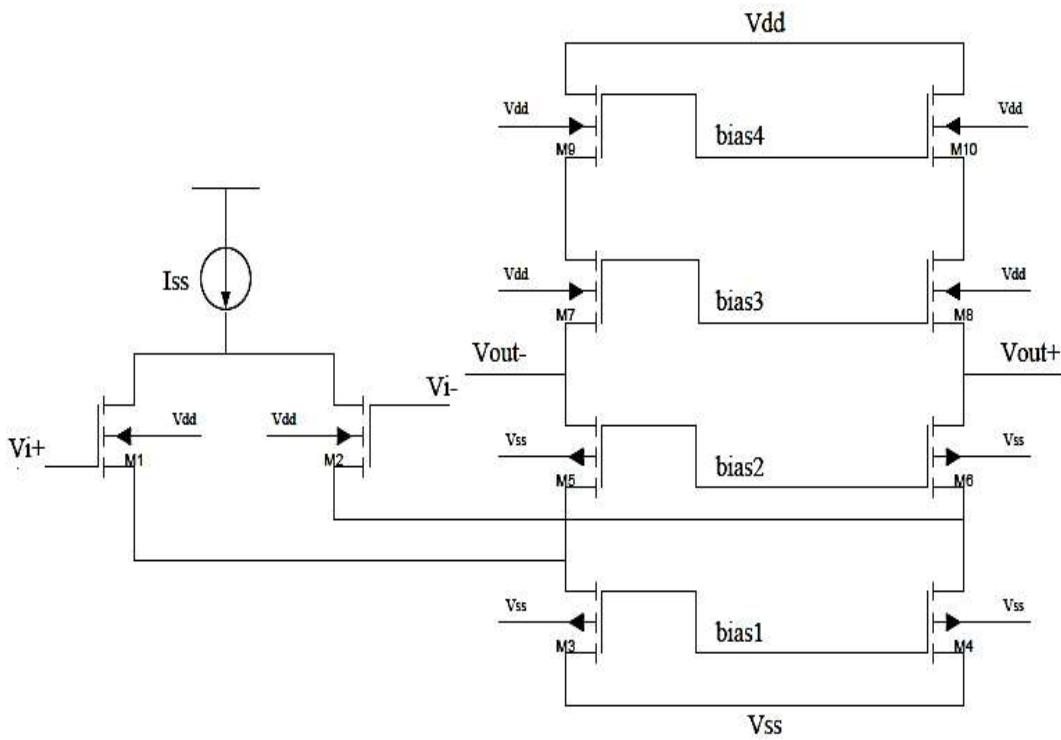 Vdd
Vdd
Vdd
M9
bias4
M10
Iss
Vdd
Vdd
M7
bias3
M8
Vout-
Vout+
Vi-
Vdd
Vdd
Vi+
M1
M2
Vss
Vss
M5
bias2
M6
Vss
Vss
M3
bias1
M4
Vss